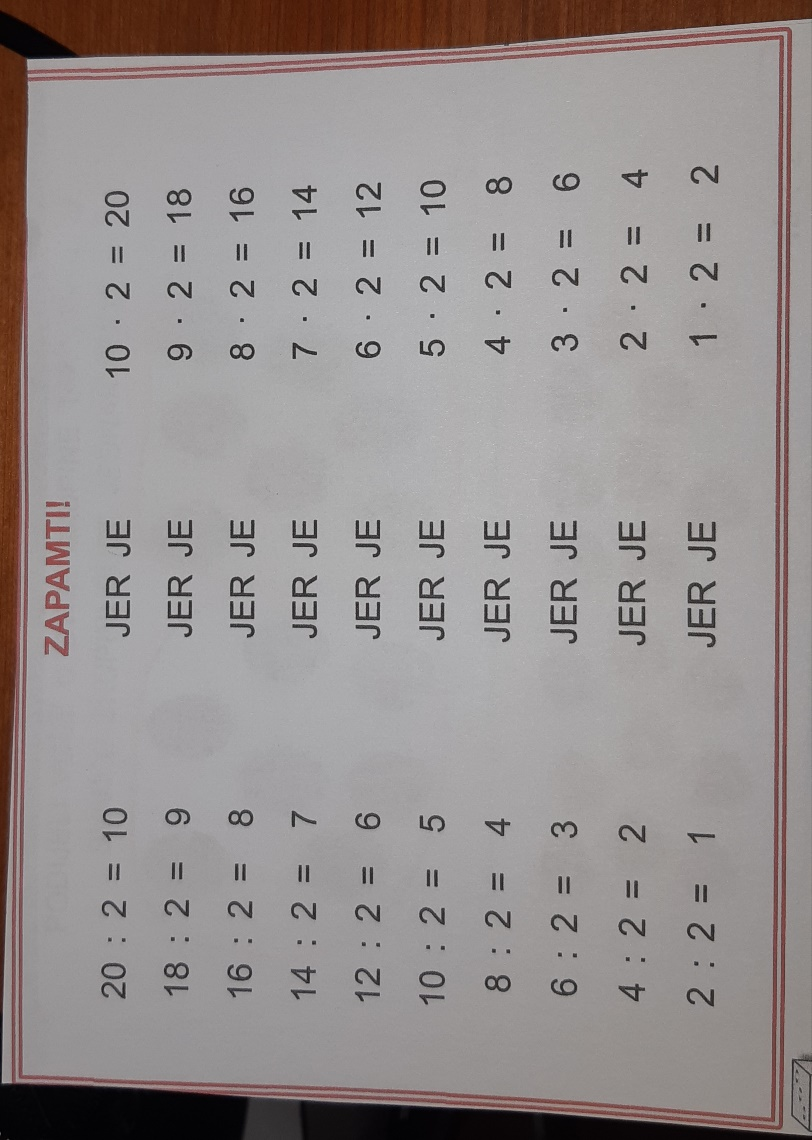 ZAPAMTI!
20 : 2 = 10 JER JE 10 · 2 = 20
18 : 2 = 9 JER JE 9 · 2 = 18
16 : 2 = 8 JER JE 8 · 2 = 16
14 : 2 = 7 JER JE 7 · 2 = 14
12 : 2 = 6 JER JE 6 · 2 = 12
10 : 2 = 5 JER JE 5 · 2 = 10
8 : 2 = 4 JER JE 4 · 2 = 8
6 : 2 = 3 JER JE 3 · 2 = 6
4 : 2 = 2 JER JE 2 · 2 = 4
2 : 2 = 1 JER JE 1 · 2 = 2